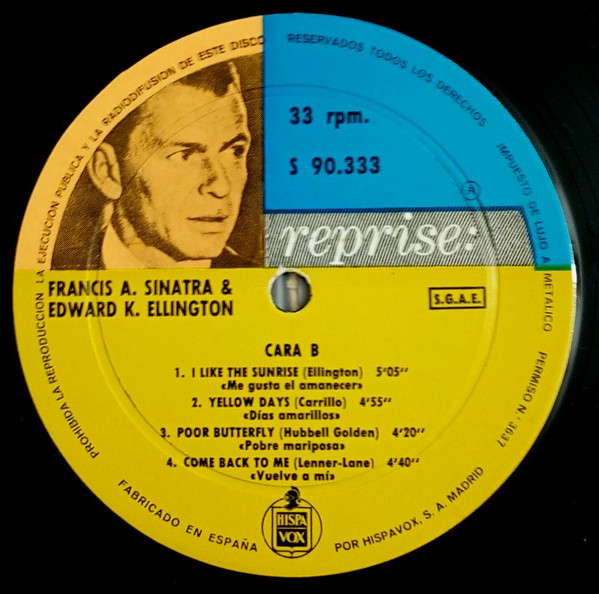 PROHIBIDA LA REPRODUCCION LA EJECUCION PUBLICA Y LA RADIODIFUSION DE ESTE DISCO
RESERVADOS TODOS LOS DERECHOS
IMPUESTO DE LUJO A METALICO PERMISO N.º 3637
33 rpm.
S 90.333
R
reprise:
FRANCIS A. SINATRA &
EDWARD K. ELLINGTON
S.G.A.E.
CARA B
1. I LIKE THE SUNRISE (Ellington) 5'05''
«Me gusta el amanecer»
2. YELLOW DAYS (Carrillo) 4'55''
«Días amarillos»
3. POOR BUTTERFLY (Hubbell Golden) 4'20''
«Pobre mariposa»
4. COME BACK TO ME (Lenner-Lane) 4'40''
«Vuelve a mí»
HISPA
VOX
FABRICADO EN ESPAÑA
POR HISPAVOX, S. A. MADRID